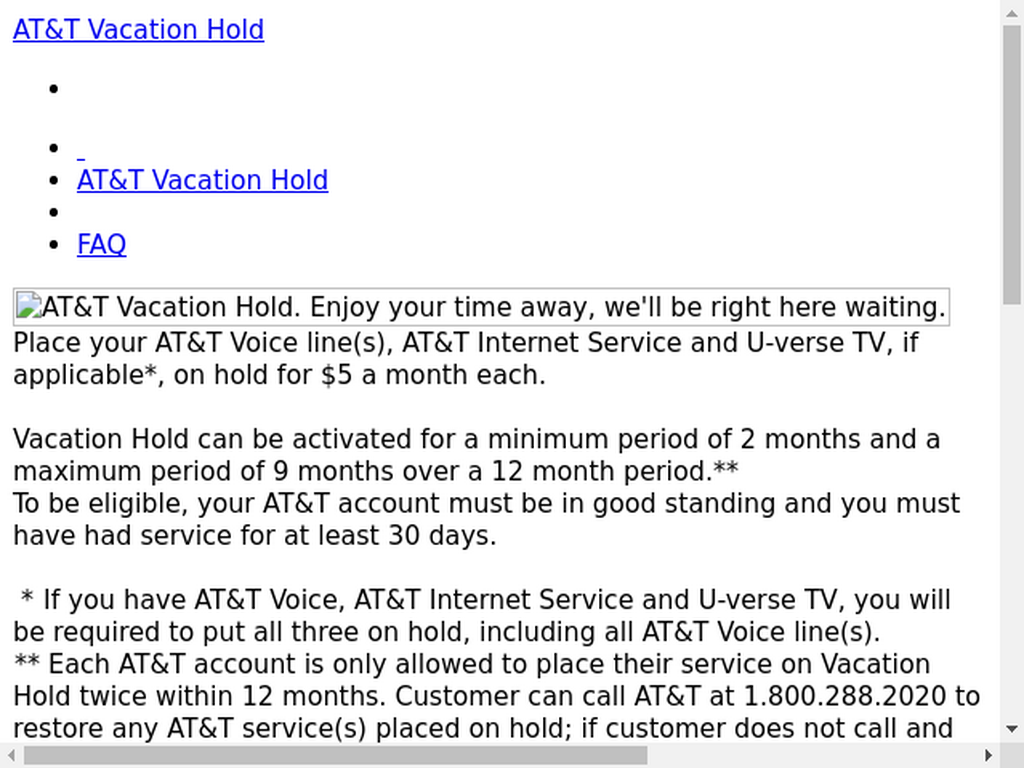 AT&T Vacation Hold
AT&T Vacation Hold
FAQ
AT&T Vacation Hold. Enjoy your time away, we'll be right here waiting.
Place your AT&T Voice line(s), AT&T Internet Service and U-verse TV, if
applicable*, on hold for $5 a month each.
Vacation Hold can be activated for a minimum period of 2 months and a
maximum period of 9 months over a 12 month period.**
To be eligible, your AT&T account must be in good standing and you must
have had service for at least 30 days.
* If you have AT&T Voice, AT&T Internet Service and U-verse TV, you will
be required to put all three on hold, including all AT&T Voice line(s).
** Each AT&T account is only allowed to place their service on Vacation
Hold twice within 12 months. Customer can call AT&T at 1.800.288.2020 to
restore any AT&T service(s) placed on hold; if customer does not call and